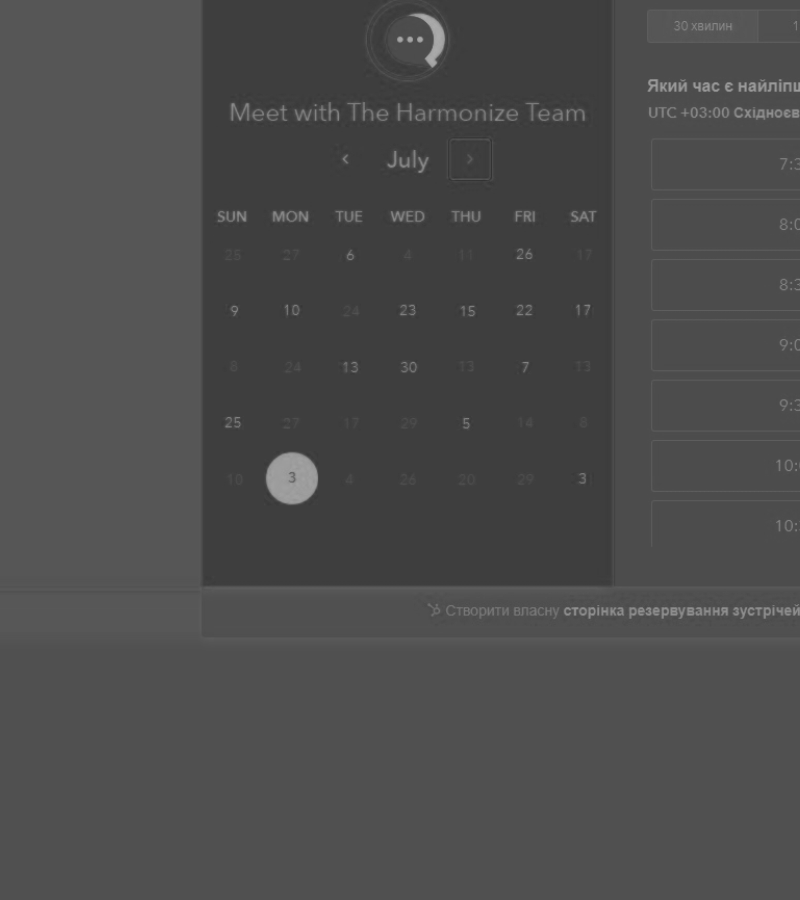 Meet with The Harmonize Team
July
SUN MON TUE WED THU FRI SAT
25 27 6 4 11 26 17
9 10 24 23 15 22 17
8 24 13 30 13 7 13
25 27 17 29 5 14 8
10 3 4 26 20 29 3
30 хвилин 1
Який час є найліпш
UTC +03:00 Східноєв
7:3
8:0
8:3
9:0
9:3
10:
10:
Створити власну сторінка резервування зустрічей